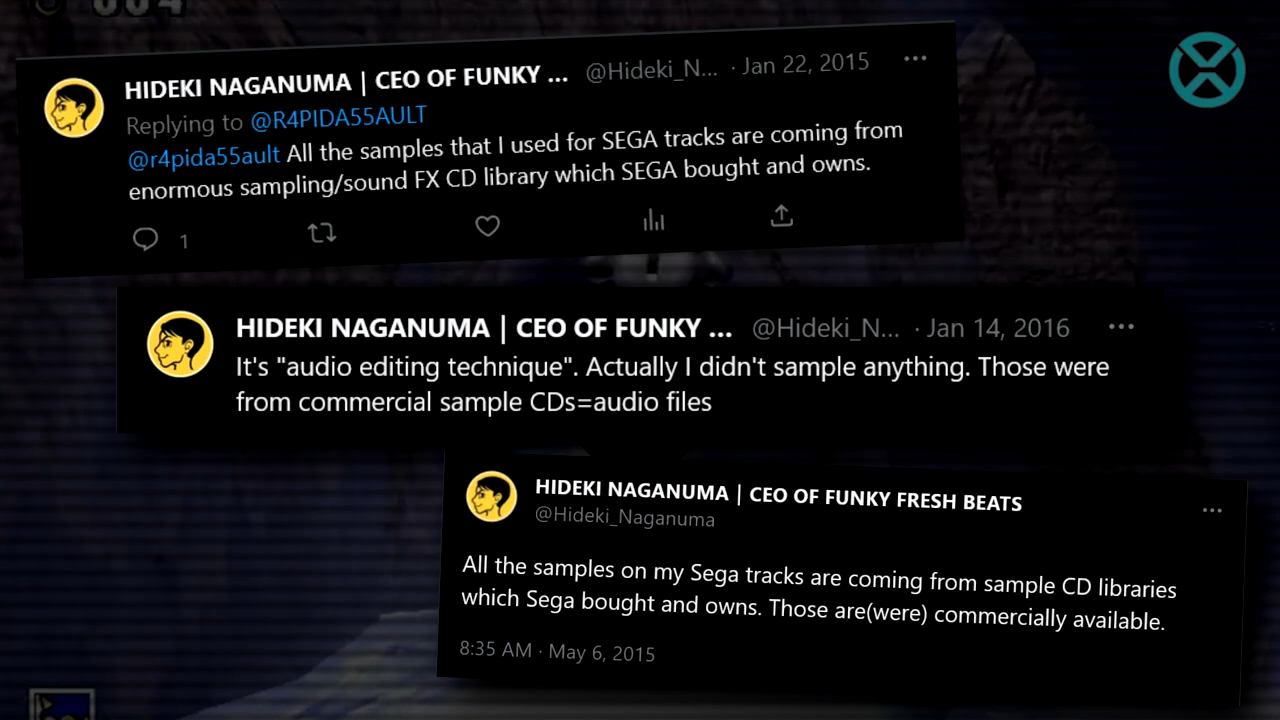 HIDEKI NAGANUMA | CEO OF FUNKY ... @Hideki_N... · Jan 22, 2015 ...
Replying to @R4PIDA55AULT
@r4pida55ault All the samples that I used for SEGA tracks are coming from
enormous sampling/sound FX CD library which SEGA bought and owns.
1
HIDEKI NAGANUMA | CEO OF FUNKY ... @Hideki_N... · Jan 14, 2016 ...
It's "audio editing technique". Actually I didn't sample anything. Those were
from commercial sample CDs=audio files
HIDEKI NAGANUMA | CEO OF FUNKY FRESH BEATS ...
@Hideki_Naganuma
All the samples on my Sega tracks are coming from sample CD libraries
which Sega bought and owns. Those are(were) commercially available.
8:35 AM · May 6, 2015